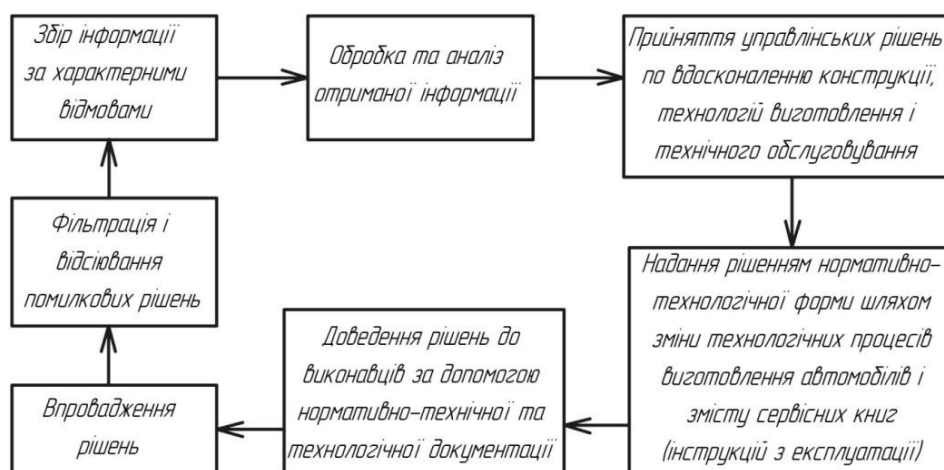 Збір інформації
за характерними
відмовами
Обробка та аналіз
отриманої інформації
Прийняття управлінських рішень
по вдосконаленню конструкції,
технологій виготовлення і
технічного обслуговування
Надання рішенням нормативно-
технологічної форми шляхом
зміни технологічних процесів
виготовлення автомобілів і
змісту сервісних книг
(інструкцій з експлуатації)
Доведення рішень до
виконавців за допомогою
нормативно-технічної та
технологічної документації
Впровадження
рішень
Фільтрація і
відсіювання
помилкових рішень